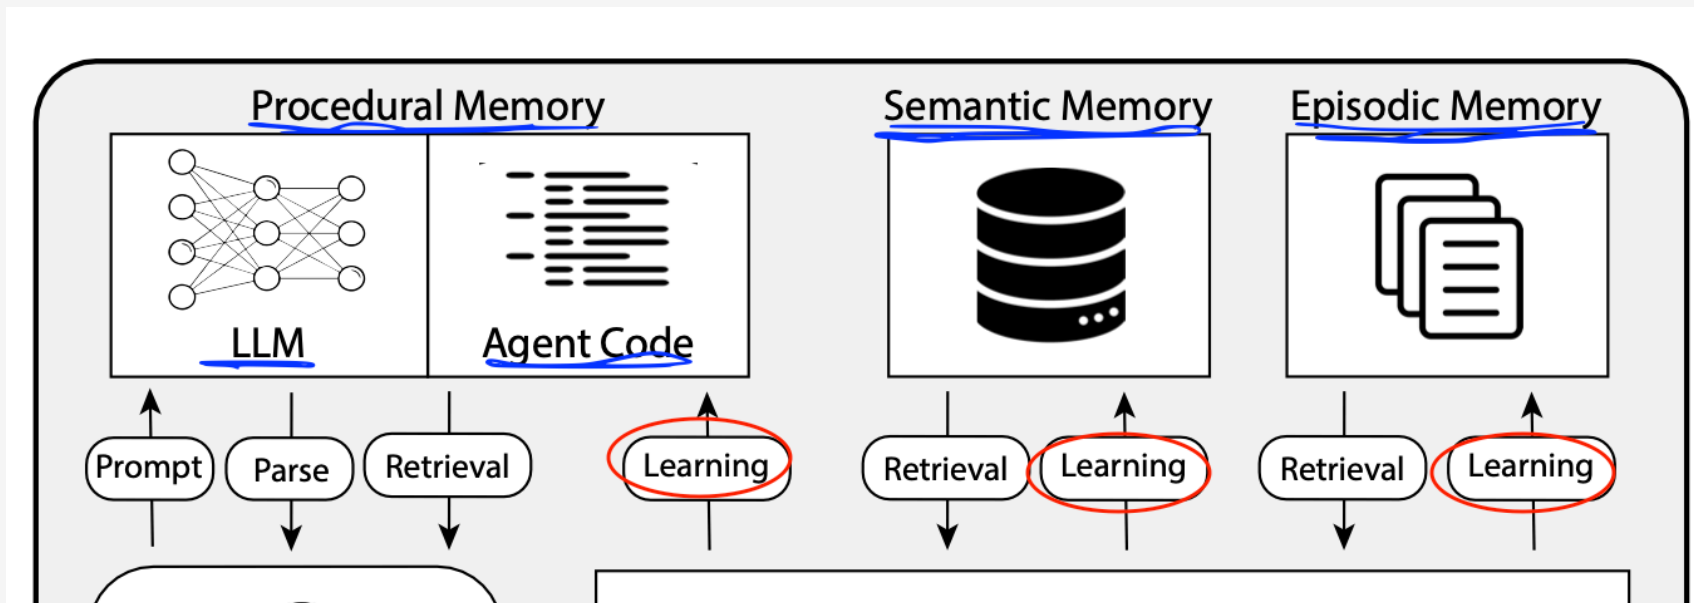 Procedural Memory
Semantic Memory
Episodic Memory
LLM
Agent Code
Prompt
Parse
Retrieval
Learning
Retrieval
Learning
Retrieval
Learning